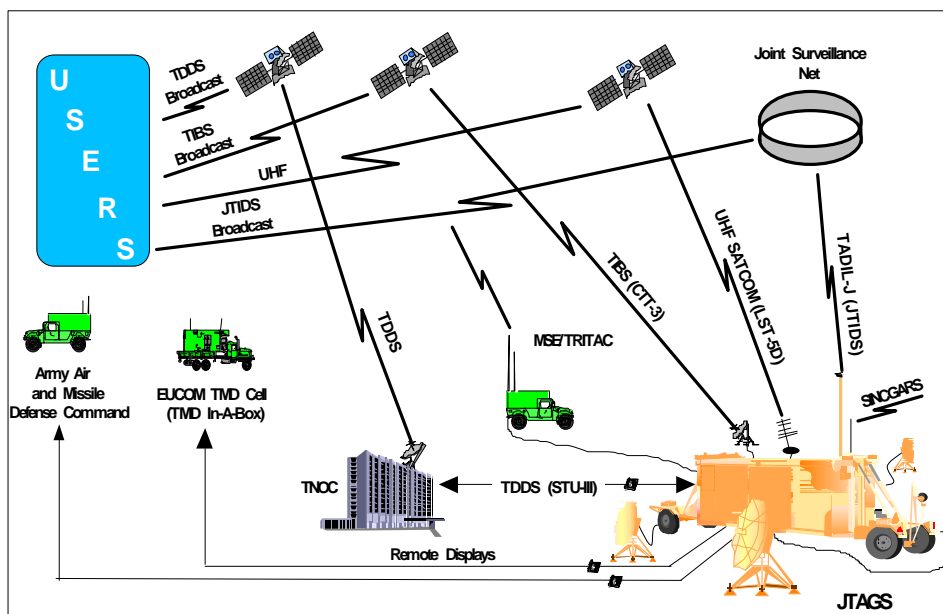 U
S
E
R
S
TDDS
Broadcast
TIBS
Broadcast
UHF
JTIDS
Broadcast
Joint Surveillance
Net
TDDS
TIBS (CTT-3)
UHF SATCOM (LST-5D)
TADIL-J (JTIDS)
MSE/TRITAC
SINCGARS
Army Air
and Missile
Defense Command
EUCOM TMD Cell
(TMD In-A-Box)
TNCC
TDDS (STU-III)
Remote Displays
JTAGS